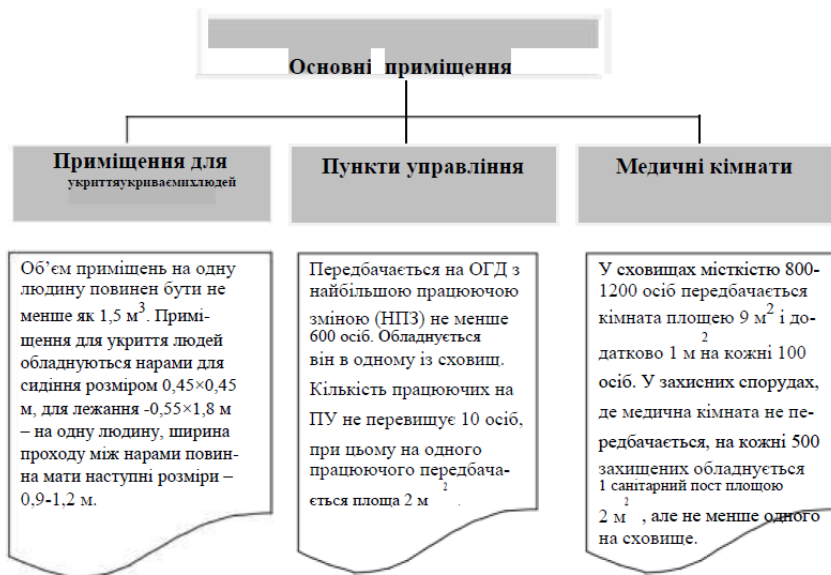 Основні приміщення
Приміщення для
укриттяукриваємихлюдей
Пункти управління
Медичні кімнати
Об’єм приміщень на одну
людину повинен бути не
менше як 1,5 м³. Примі-
щення для укриття людей
обладнуються нарами для
сидіння розміром 0,45×0,45
м, для лежання -0,55×1,8 м
– на одну людину, ширина
проходу між нарами повин-
на мати наступні розміри –
0,9-1,2 м.
Передбачається на ОГД з
найбільшою працюючою
зміною (НПЗ) не менше
600 осіб. Обладнується
він в одному із сховищ.
Кількість працюючих на
ПУ не перевищує 10 осіб,
при цьому на одного
працюючого передбача-
ється площа 2 м².
У сховищах місткістю 800-
1200 осіб передбачається
кімната площею 9 м² і до-
датково 1 м² на кожні 100
осіб. У захисних спорудах,
де медична кімната не пе-
редбачається, на кожні 500
захищених обладнується
1 санітарний пост площою
2 м², але не менше одного
на сховище.